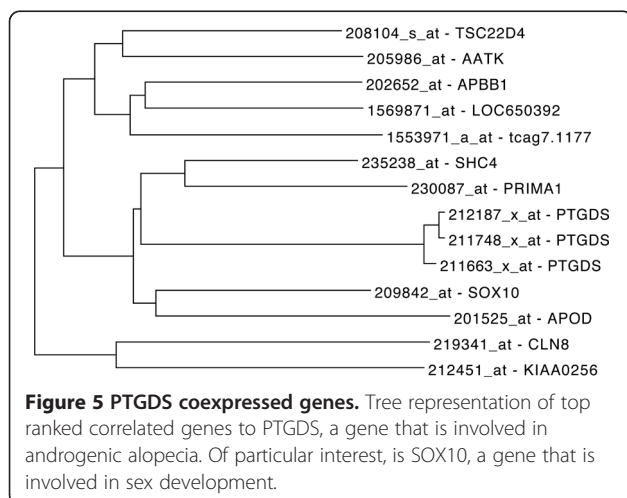 208104_s_at - TSC22D4
205986_at - AATK
202652_at - APBB1
1569871_at - LOC650392
1553971_a_at - tcag7.1177
235238_at - SHC4
230087_at - PRIMA1
212187_x_at - PTGDS
211748_x_at - PTGDS
211663_x_at - PTGDS
209842_at - SOX10
201525_at - APOD
219341_at - CLN8
212451_at - KIAA0256
Figure 5 PTGDS coexpressed genes. Tree representation of top
ranked correlated genes to PTGDS, a gene that is involved in
androgenic alopecia. Of particular interest, is SOX10, a gene that is
involved in sex development.